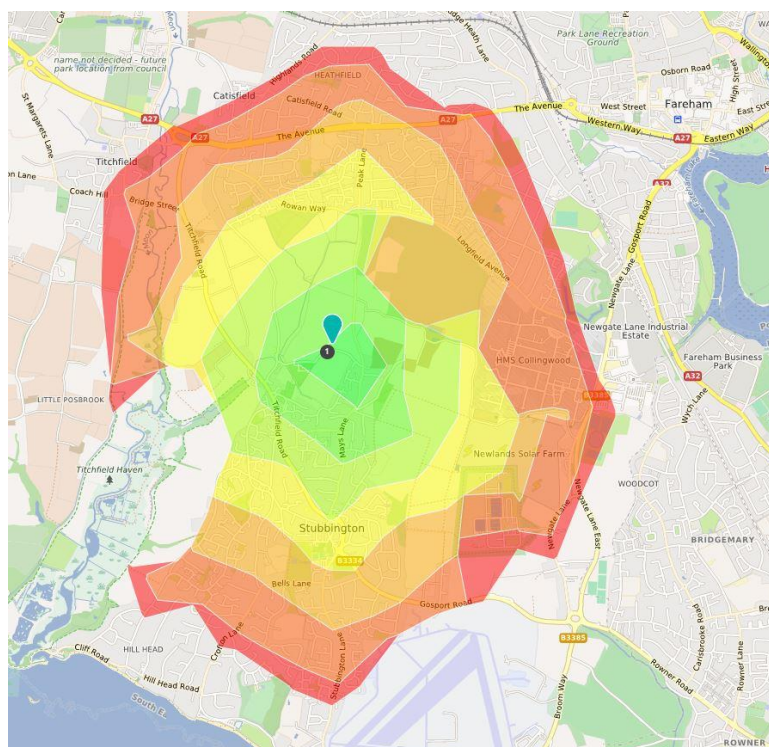 name not decided - future
park location from council
Highlands Road
HEATHFIELD
Park Lane Recreation
Ground
Osborn Road
High Street
Catisfield
Catisfield Road
St Margarets Lane
A27
A27
The Avenue
A27
The Avenue
West Street
Fareham
Western Way
A27
Eastern Way
Titchfield
Peak Lane
A32
Coach Hill
Bridge Street
Rowan Way
Titchfield Road
Longfield Avenue
Gosport Road
Newgate Lane
1
Newgate Lane Industrial
Estate
HMS Collingwood
Fareham Business
Park
A32
LITTLE POSBROOK
B3385
Wych Lane
Titchfield Road
Mays Lane
Titchfield Haven
Newlands Solar Farm
WOODCOT
Newgate Lane
Newgate Lane East
Stubbington
BRIDGEMARY
B3334
Bells Lane
Gosport Road
Carisbrooke Road
HILL HEAD
Crofton Lane
Stubbington Lane
B3385
Cliff Road
Hill Head Road
Rowner Road
Rowner Lane
Broom Way
ROWNER